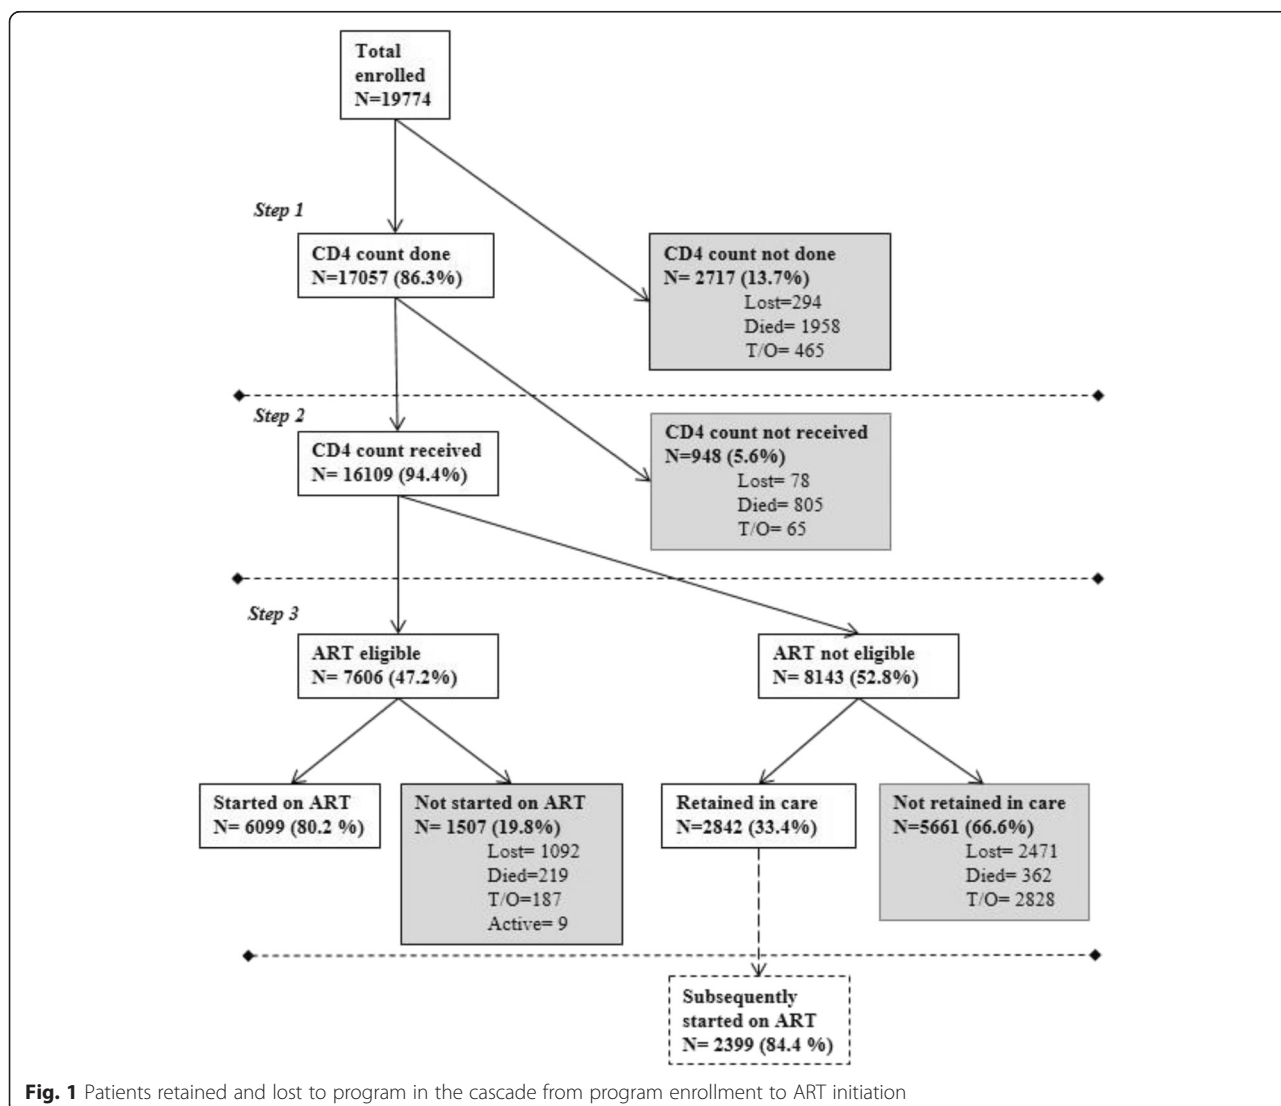 Total
enrolled
N=19774
Step 1
CD4 count done
N=17057 (86.3%)
CD4 count not done
N= 2717 (13.7%)
Lost=294
Died= 1958
T/O= 465
Step 2
CD4 count received
N= 16109 (94.4%)
CD4 count not received
N=948 (5.6%)
Lost= 78
Died= 805
T/O= 65
Step 3
ART eligible
N= 7606 (47.2%)
ART not eligible
N= 8143 (52.8%)
Started on ART
N= 6099 (80.2 %)
Not started on ART
N= 1507 (19.8%)
Lost= 1092
Died=219
T/O=187
Active= 9
Retained in care
N=2842 (33.4%)
Not retained in care
N=5661 (66.6%)
Lost= 2471
Died= 362
T/O= 2828
Subsequently
started on ART
N= 2399 (84.4 %)
Fig. 1 Patients retained and lost to program in the cascade from program enrollment to ART initiation